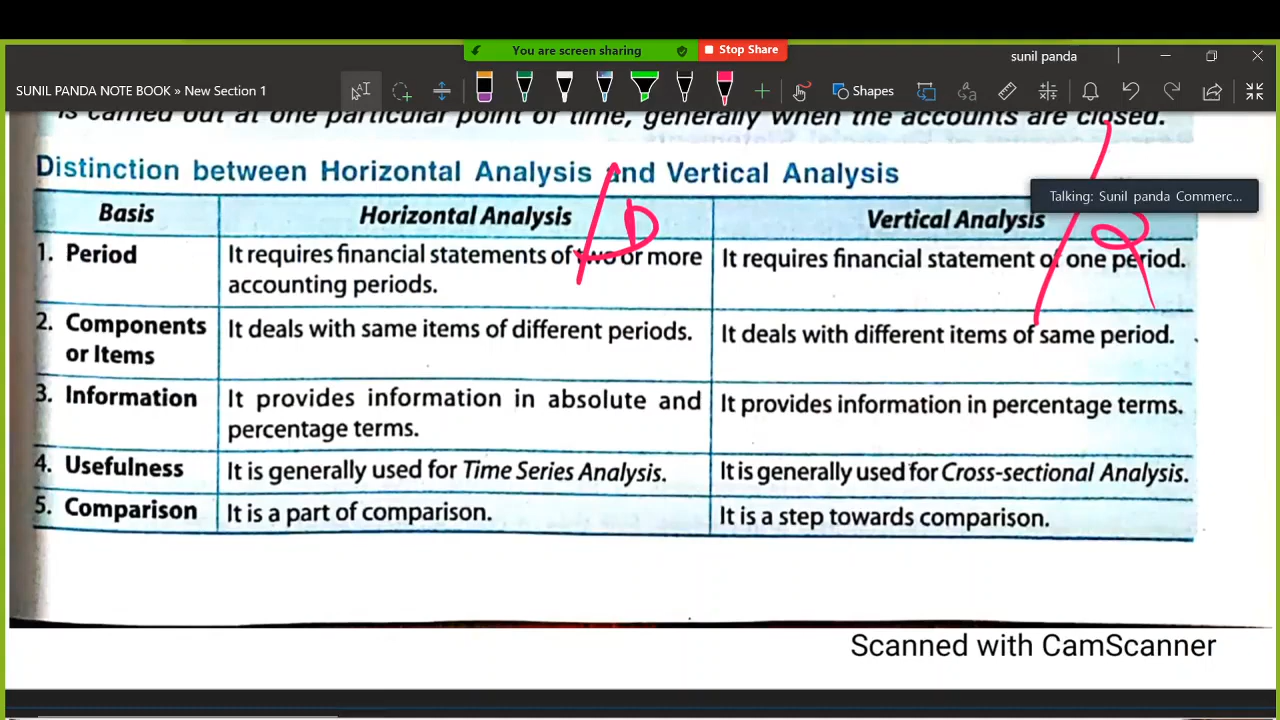 You are screen sharing
Stop Share
sunil panda
SUNIL PANDA NOTE BOOK » New Section 1
Shapes
is carried out at one particular point of time, generally when the accounts are closed.
Talking: Sunil panda Commerc...
Distinction between Horizontal Analysis and Vertical Analysis
Basis Horizontal Analysis Vertical Analysis
1. Period It requires financial statements of two or more It requires financial statement of one period.
accounting periods.
2. Components It deals with same items of different periods. It deals with different items of same period.
or Items
3. Information It provides information in absolute and It provides information in percentage terms.
percentage terms.
4. Usefulness It is generally used for Time Series Analysis. It is generally used for Cross-sectional Analysis.
5. Comparison It is a part of comparison. It is a step towards comparison.
Scanned with CamScanner